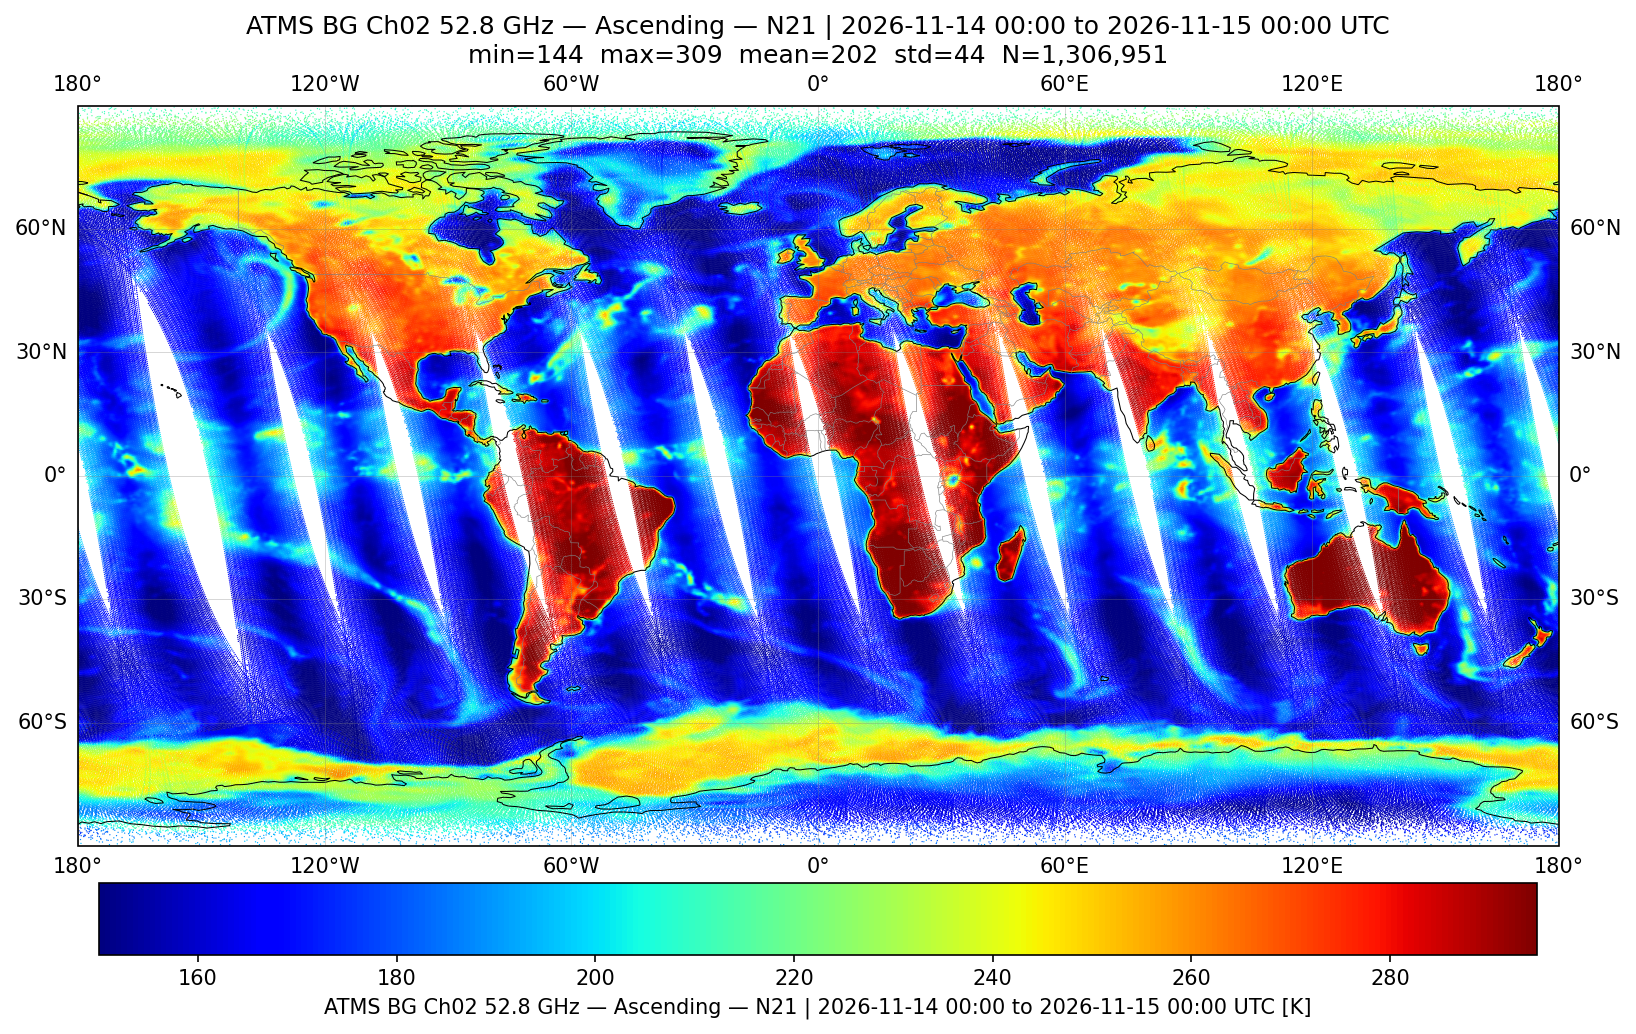 ATMS BG Ch02 52.8 GHz — Ascending — N21 | 2026-11-14 00:00 to 2026-11-15 00:00 UTC
min=144  max=309  mean=202  std=44  N=1,306,951
180° 120°W 60°W 0° 60°E 120°E 180°
60°N 60°N
30°N 30°N
0° 0°
30°S 30°S
60°S 60°S
180° 120°W 60°W 0° 60°E 120°E 180°
160 180 200 220 240 260 280
ATMS BG Ch02 52.8 GHz — Ascending — N21 | 2026-11-14 00:00 to 2026-11-15 00:00 UTC [K]